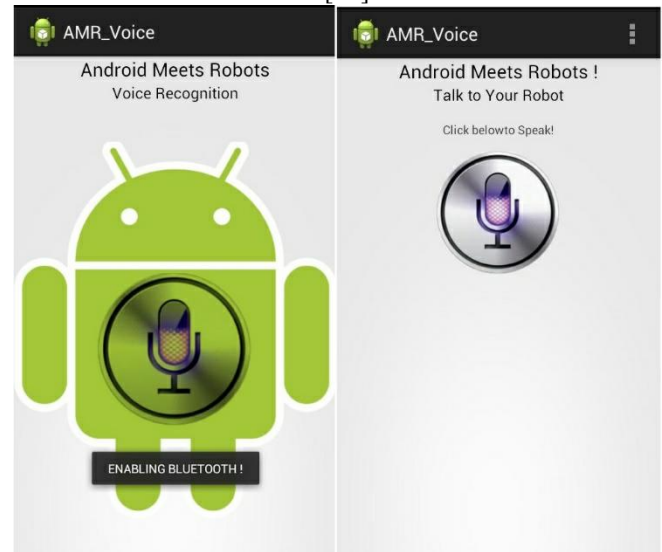 AMR_Voice
Android Meets Robots
Voice Recognition
ENABLING BLUETOOTH !
AMR_Voice
Android Meets Robots !
Talk to Your Robot
Click belowto Speak!